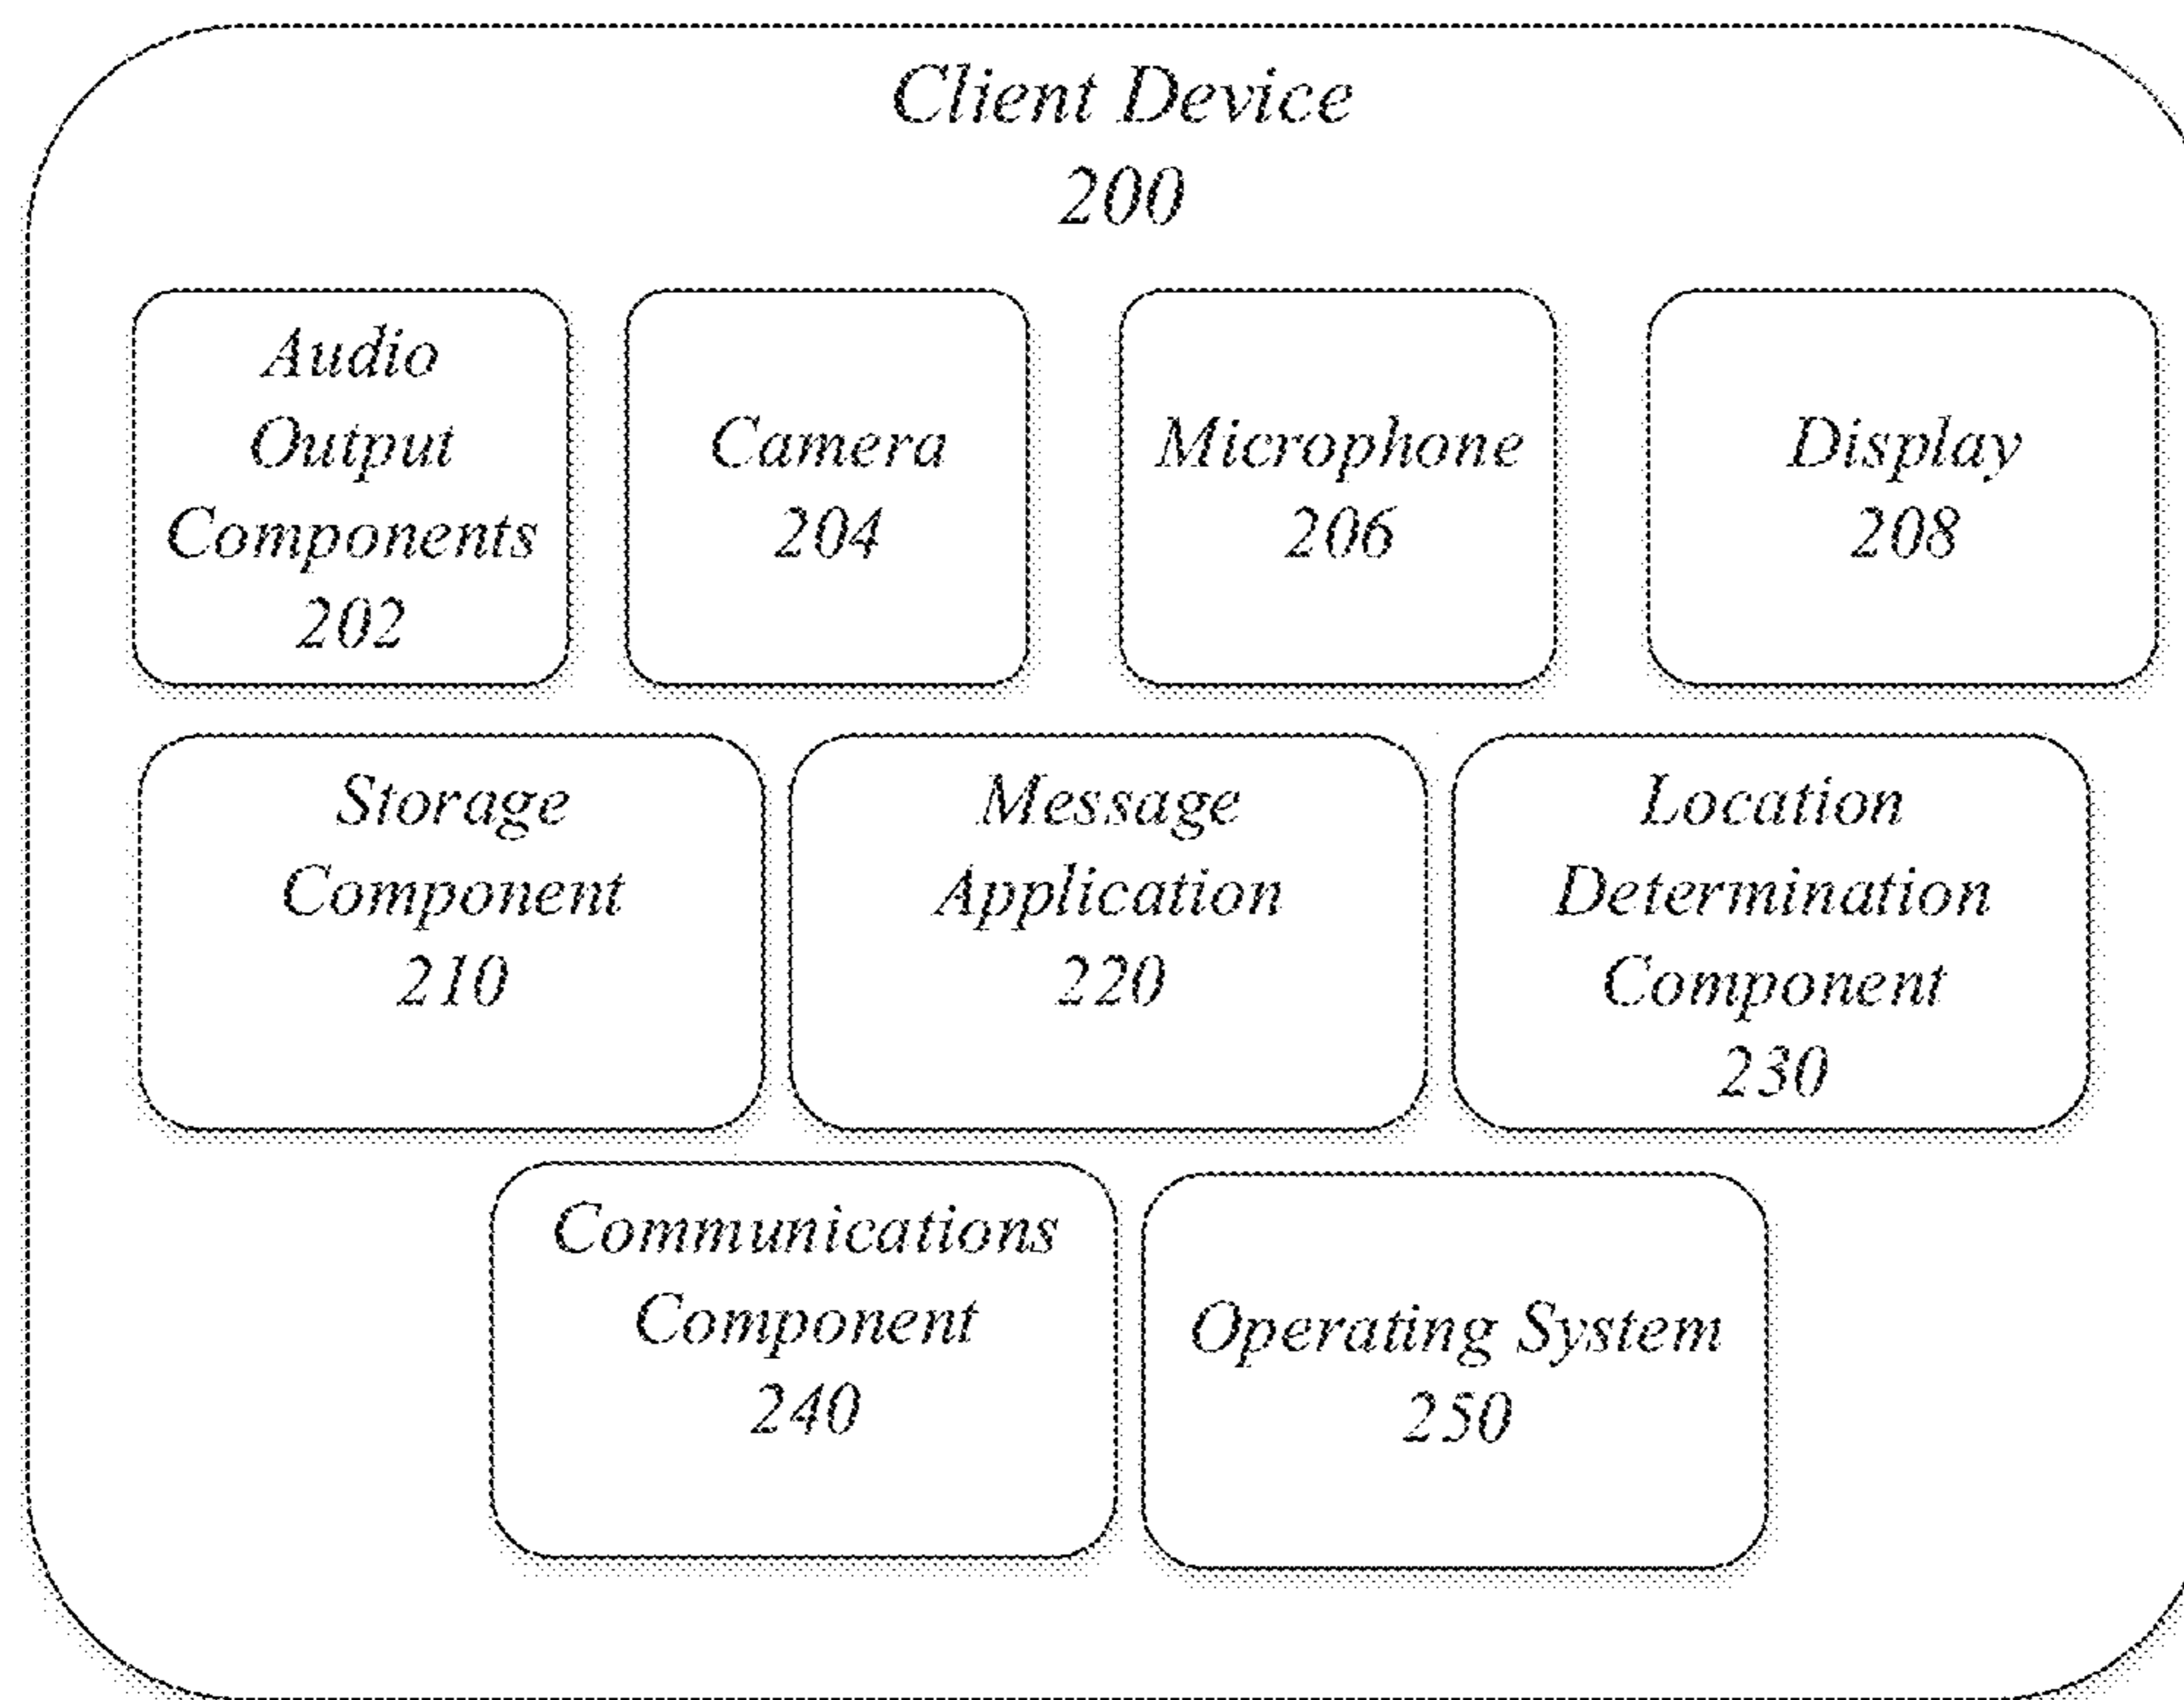 Client Device
200
Audio
Output
Components
202
Camera
204
Microphone
206
Display
208
Storage
Component
210
Message
Application
220
Location
Determination
Component
230
Communications
Component
240
Operating System
250